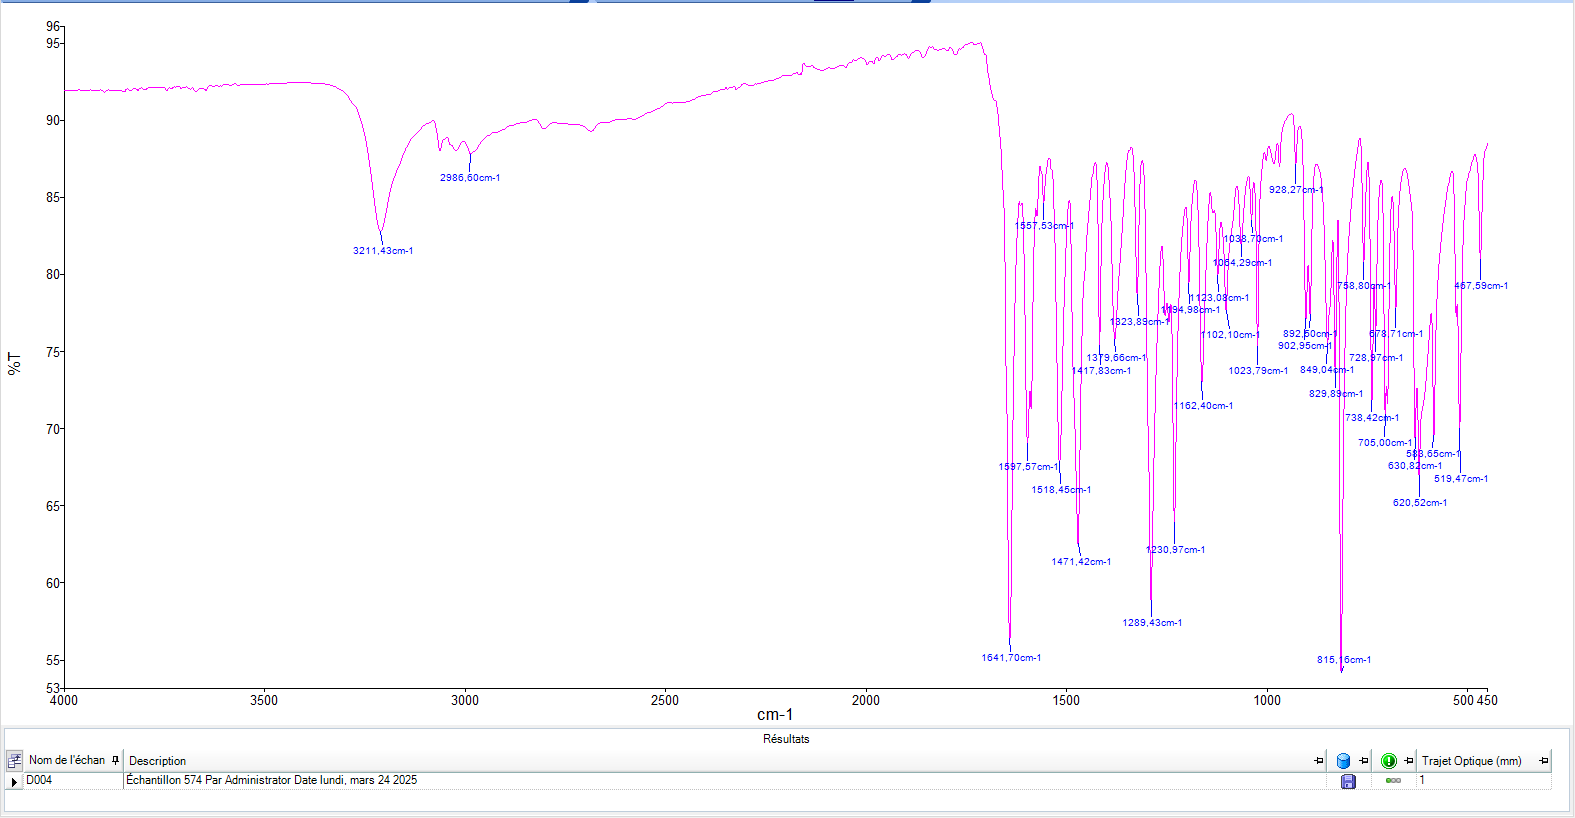 96
95
90
85
80
75
70
65
60
55
53
%T
4000
3500
3000
2500
2000
1500
1000
500 450
cm-1
3211,43cm-1
2986,60cm-1
1641,70cm-1
1597,57cm-1
1557,53cm-1
1518,45cm-1
1471,42cm-1
1417,83cm-1
1379,66cm-1
1323,89cm-1
1289,43cm-1
1230,97cm-1
1194,98cm-1
1162,40cm-1
1123,08cm-1
1102,10cm-1
1064,29cm-1
1038,70cm-1
1023,79cm-1
928,27cm-1
902,95cm-1
892,60cm-1
849,04cm-1
829,89cm-1
815,16cm-1
758,80cm-1
738,42cm-1
728,97cm-1
705,00cm-1
678,71cm-1
630,82cm-1
620,52cm-1
583,65cm-1
519,47cm-1
467,59cm-1
Résultats
Nom de l'échan Description Trajet Optique (mm)
D004 Échantillon 574 Par Administrator Date lundi, mars 24 2025 1